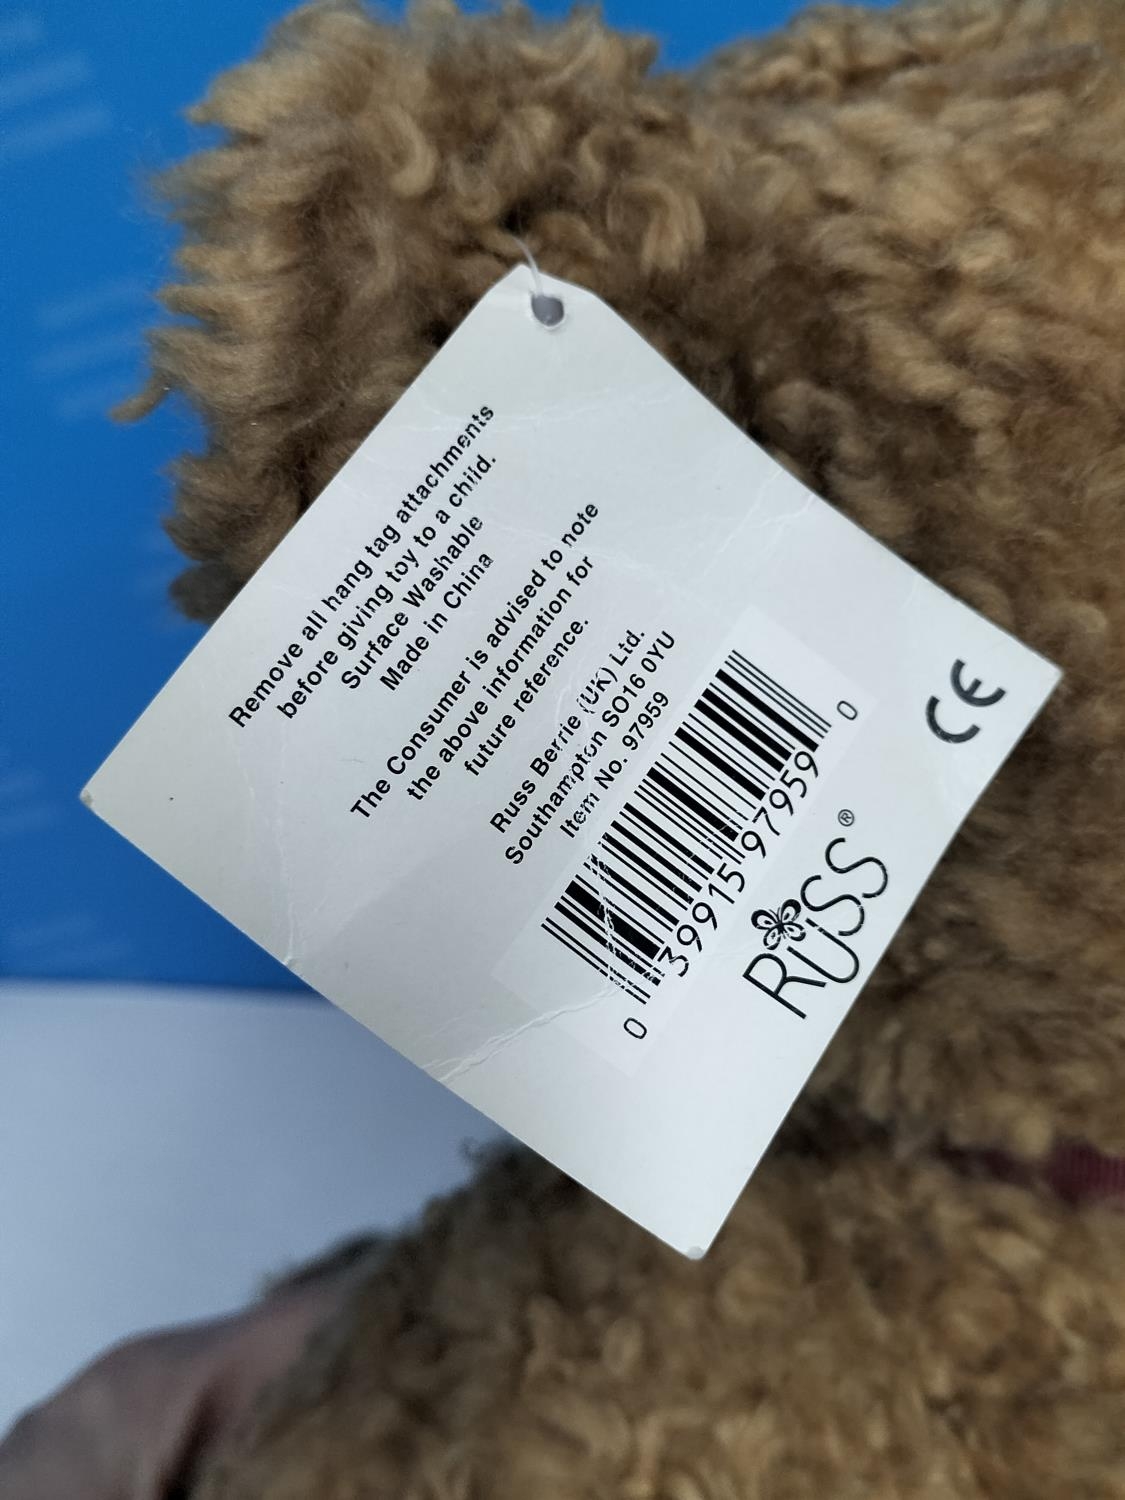 Remove all hang tag attachments
before giving toy to a child.
Surface Washable
Made in China
The Consumer is advised to note
the above information for
future reference.
Russ Berrie (UK) Ltd.
Southampton SO16 0YU
Item No. 97959
0 39915 97959 0
RUSS®
CE